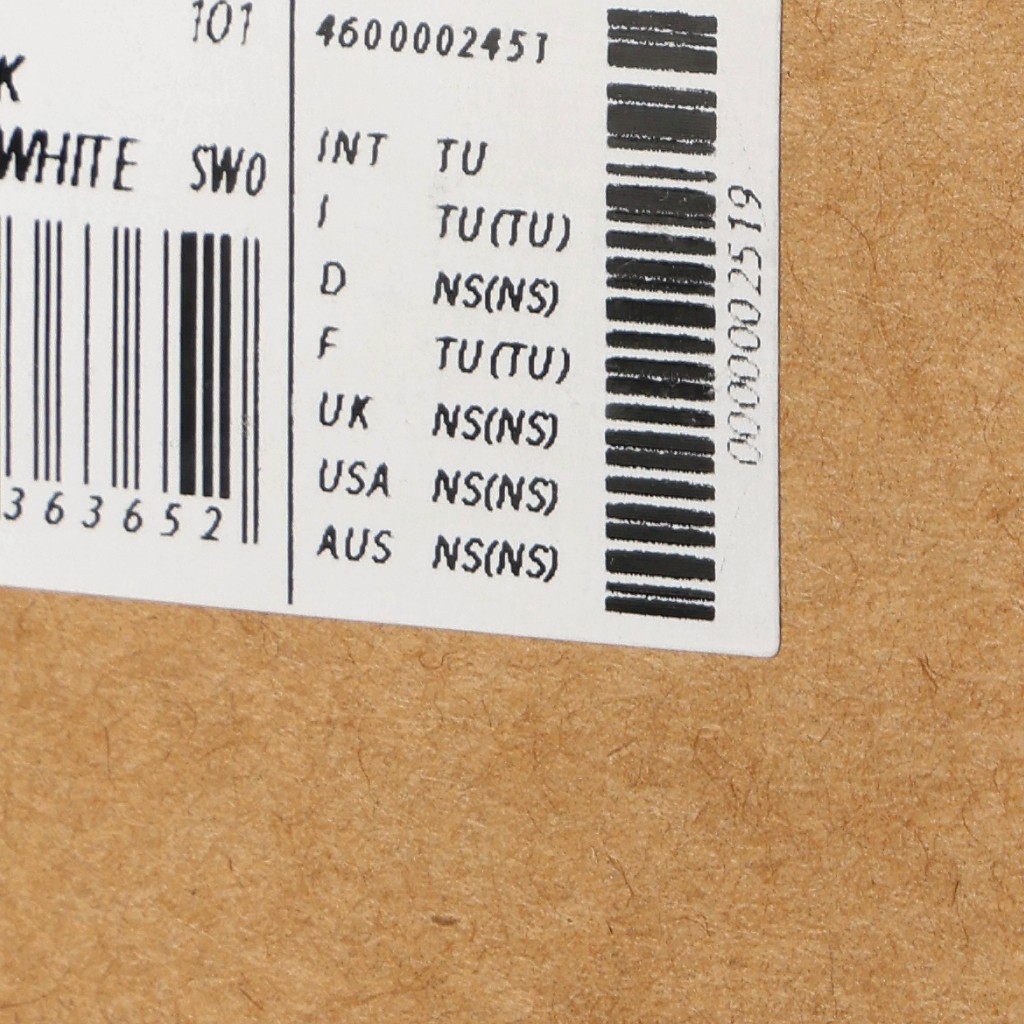 101
K
WHITE SW0
363652
4600002451
INT TU
I TU(TU)
D NS(NS)
F TU(TU)
UK NS(NS)
USA NS(NS)
AUS NS(NS)
0000002519